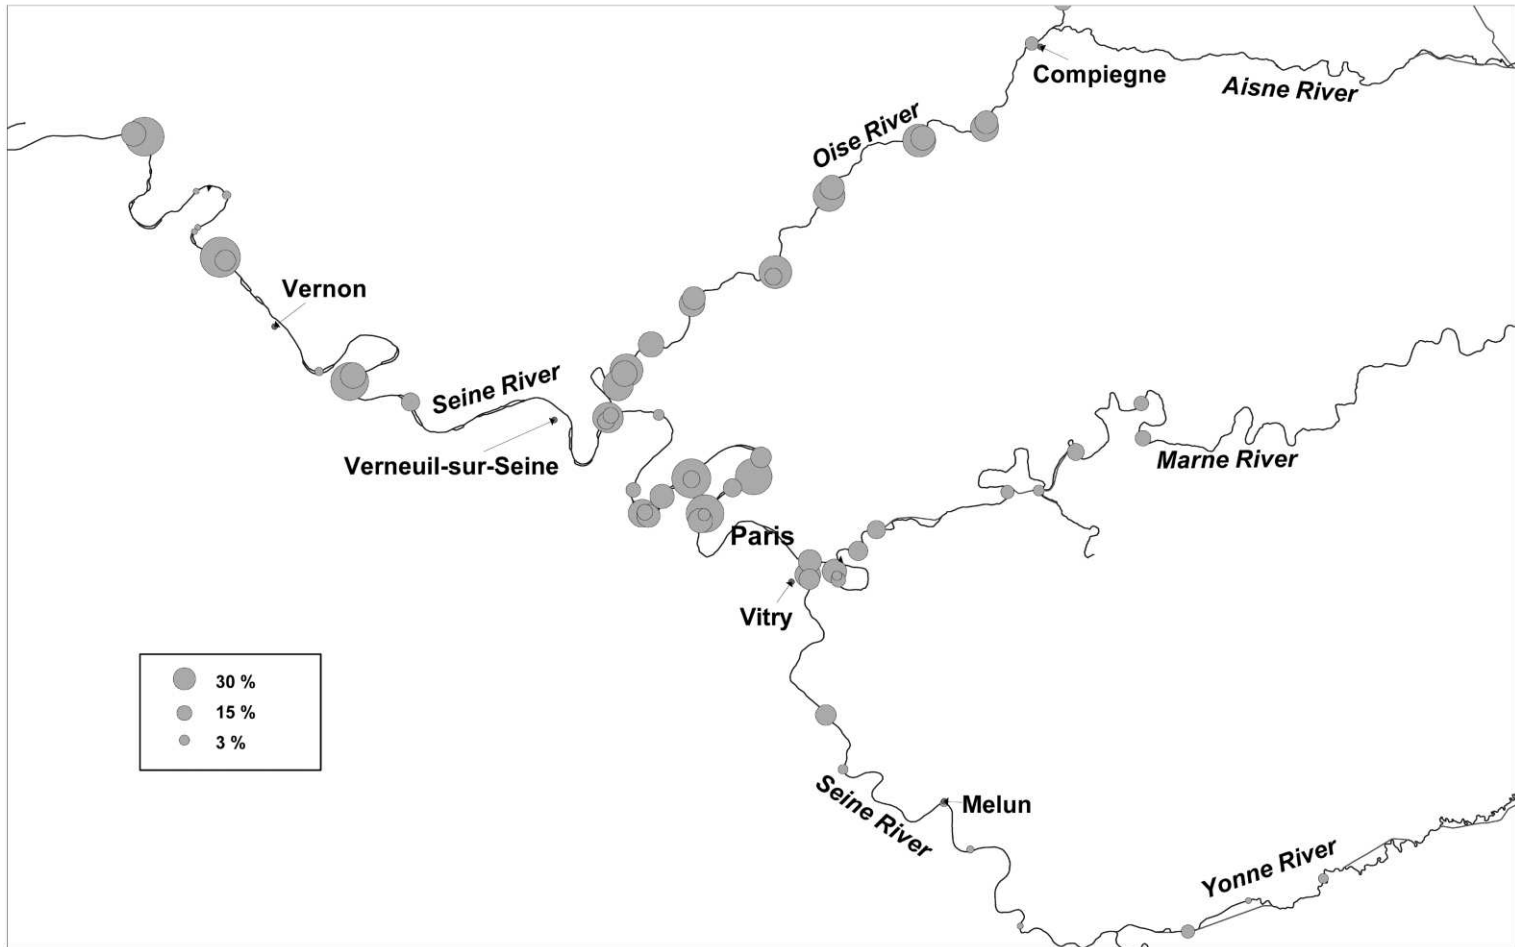 Compiegne
Aisne River
Oise River
Vernon
Seine River
Verneuil-sur-Seine
Marne River
Paris
Vitry
30 %
15 %
3 %
Seine River
Melun
Yonne River